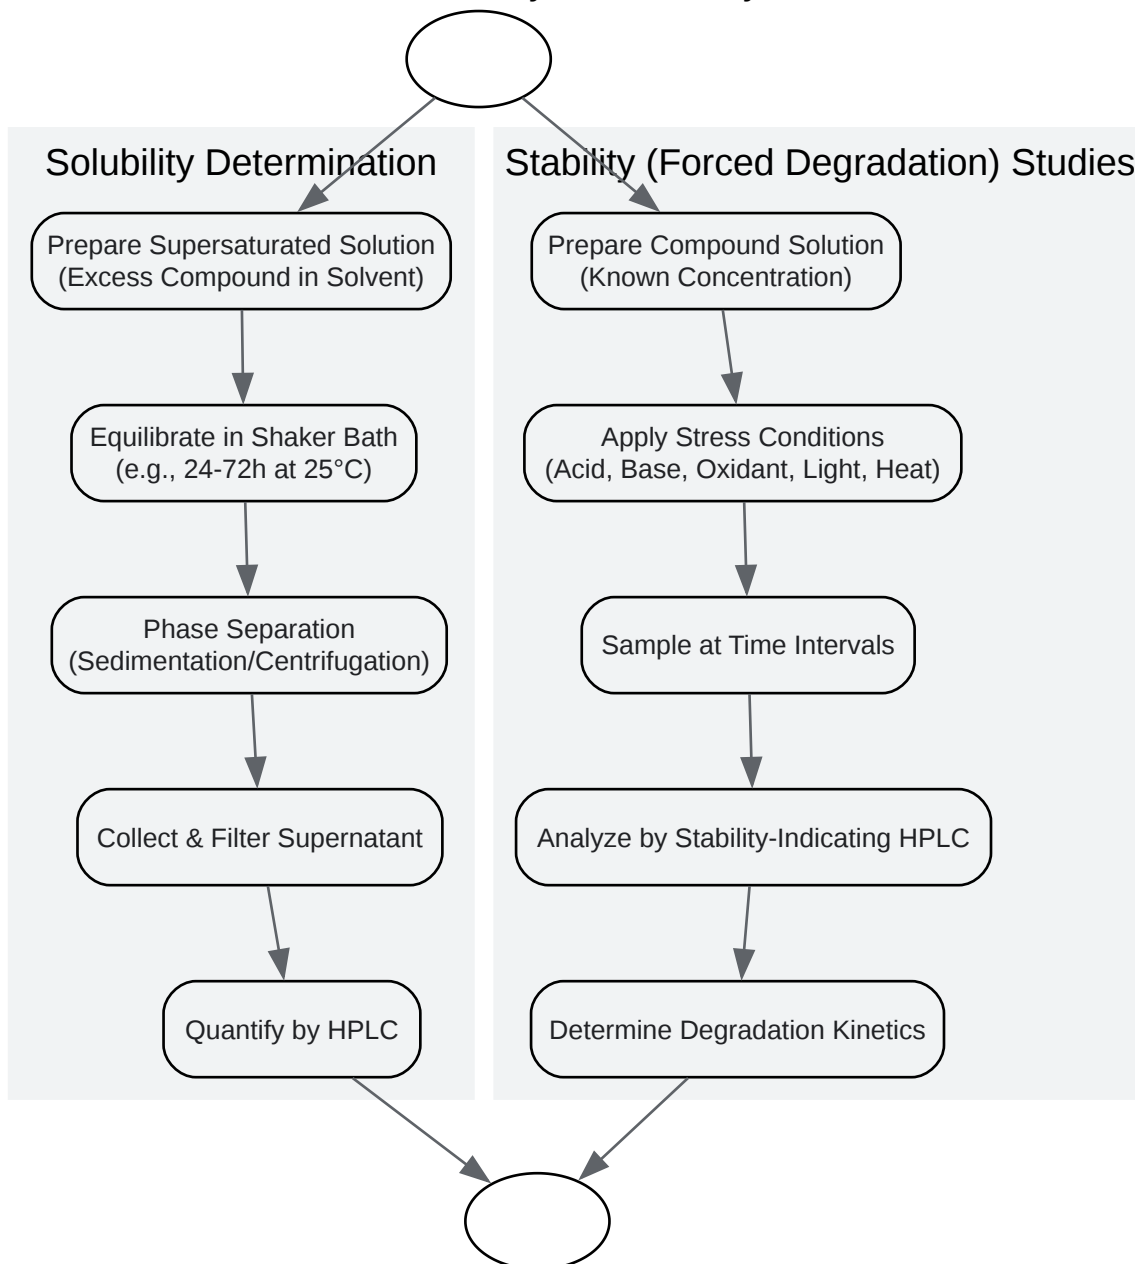 Solubility Determination
Prepare Supersaturated Solution
(Excess Compound in Solvent)
Equilibrate in Shaker Bath
(e.g., 24-72h at 25°C)
Phase Separation
(Sedimentation/Centrifugation)
Collect & Filter Supernatant
Quantify by HPLC
Stability (Forced Degradation) Studies
Prepare Compound Solution
(Known Concentration)
Apply Stress Conditions
(Acid, Base, Oxidant, Light, Heat)
Sample at Time Intervals
Analyze by Stability-Indicating HPLC
Determine Degradation Kinetics